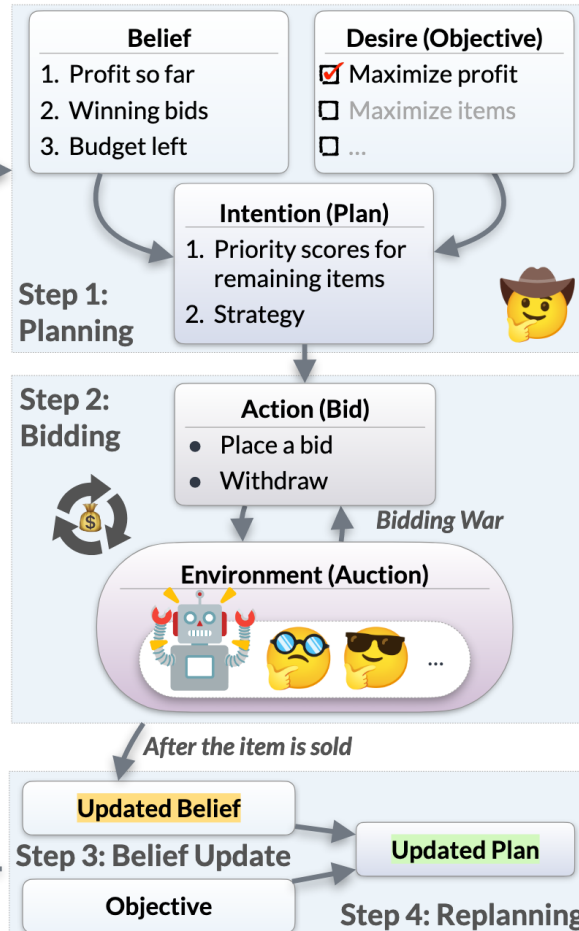 Belief
1. Profit so far
2. Winning bids
3. Budget left
Desire (Objective)
Maximize profit
Maximize items
...
Intention (Plan)
1. Priority scores for
remaining items
2. Strategy
Step 1:
Planning
Step 2:
Bidding
Action (Bid)
• Place a bid
• Withdraw
Bidding War
$
Environment (Auction)
...
After the item is sold
Updated Belief
Step 3: Belief Update
Updated Plan
Objective
Step 4: Replanning